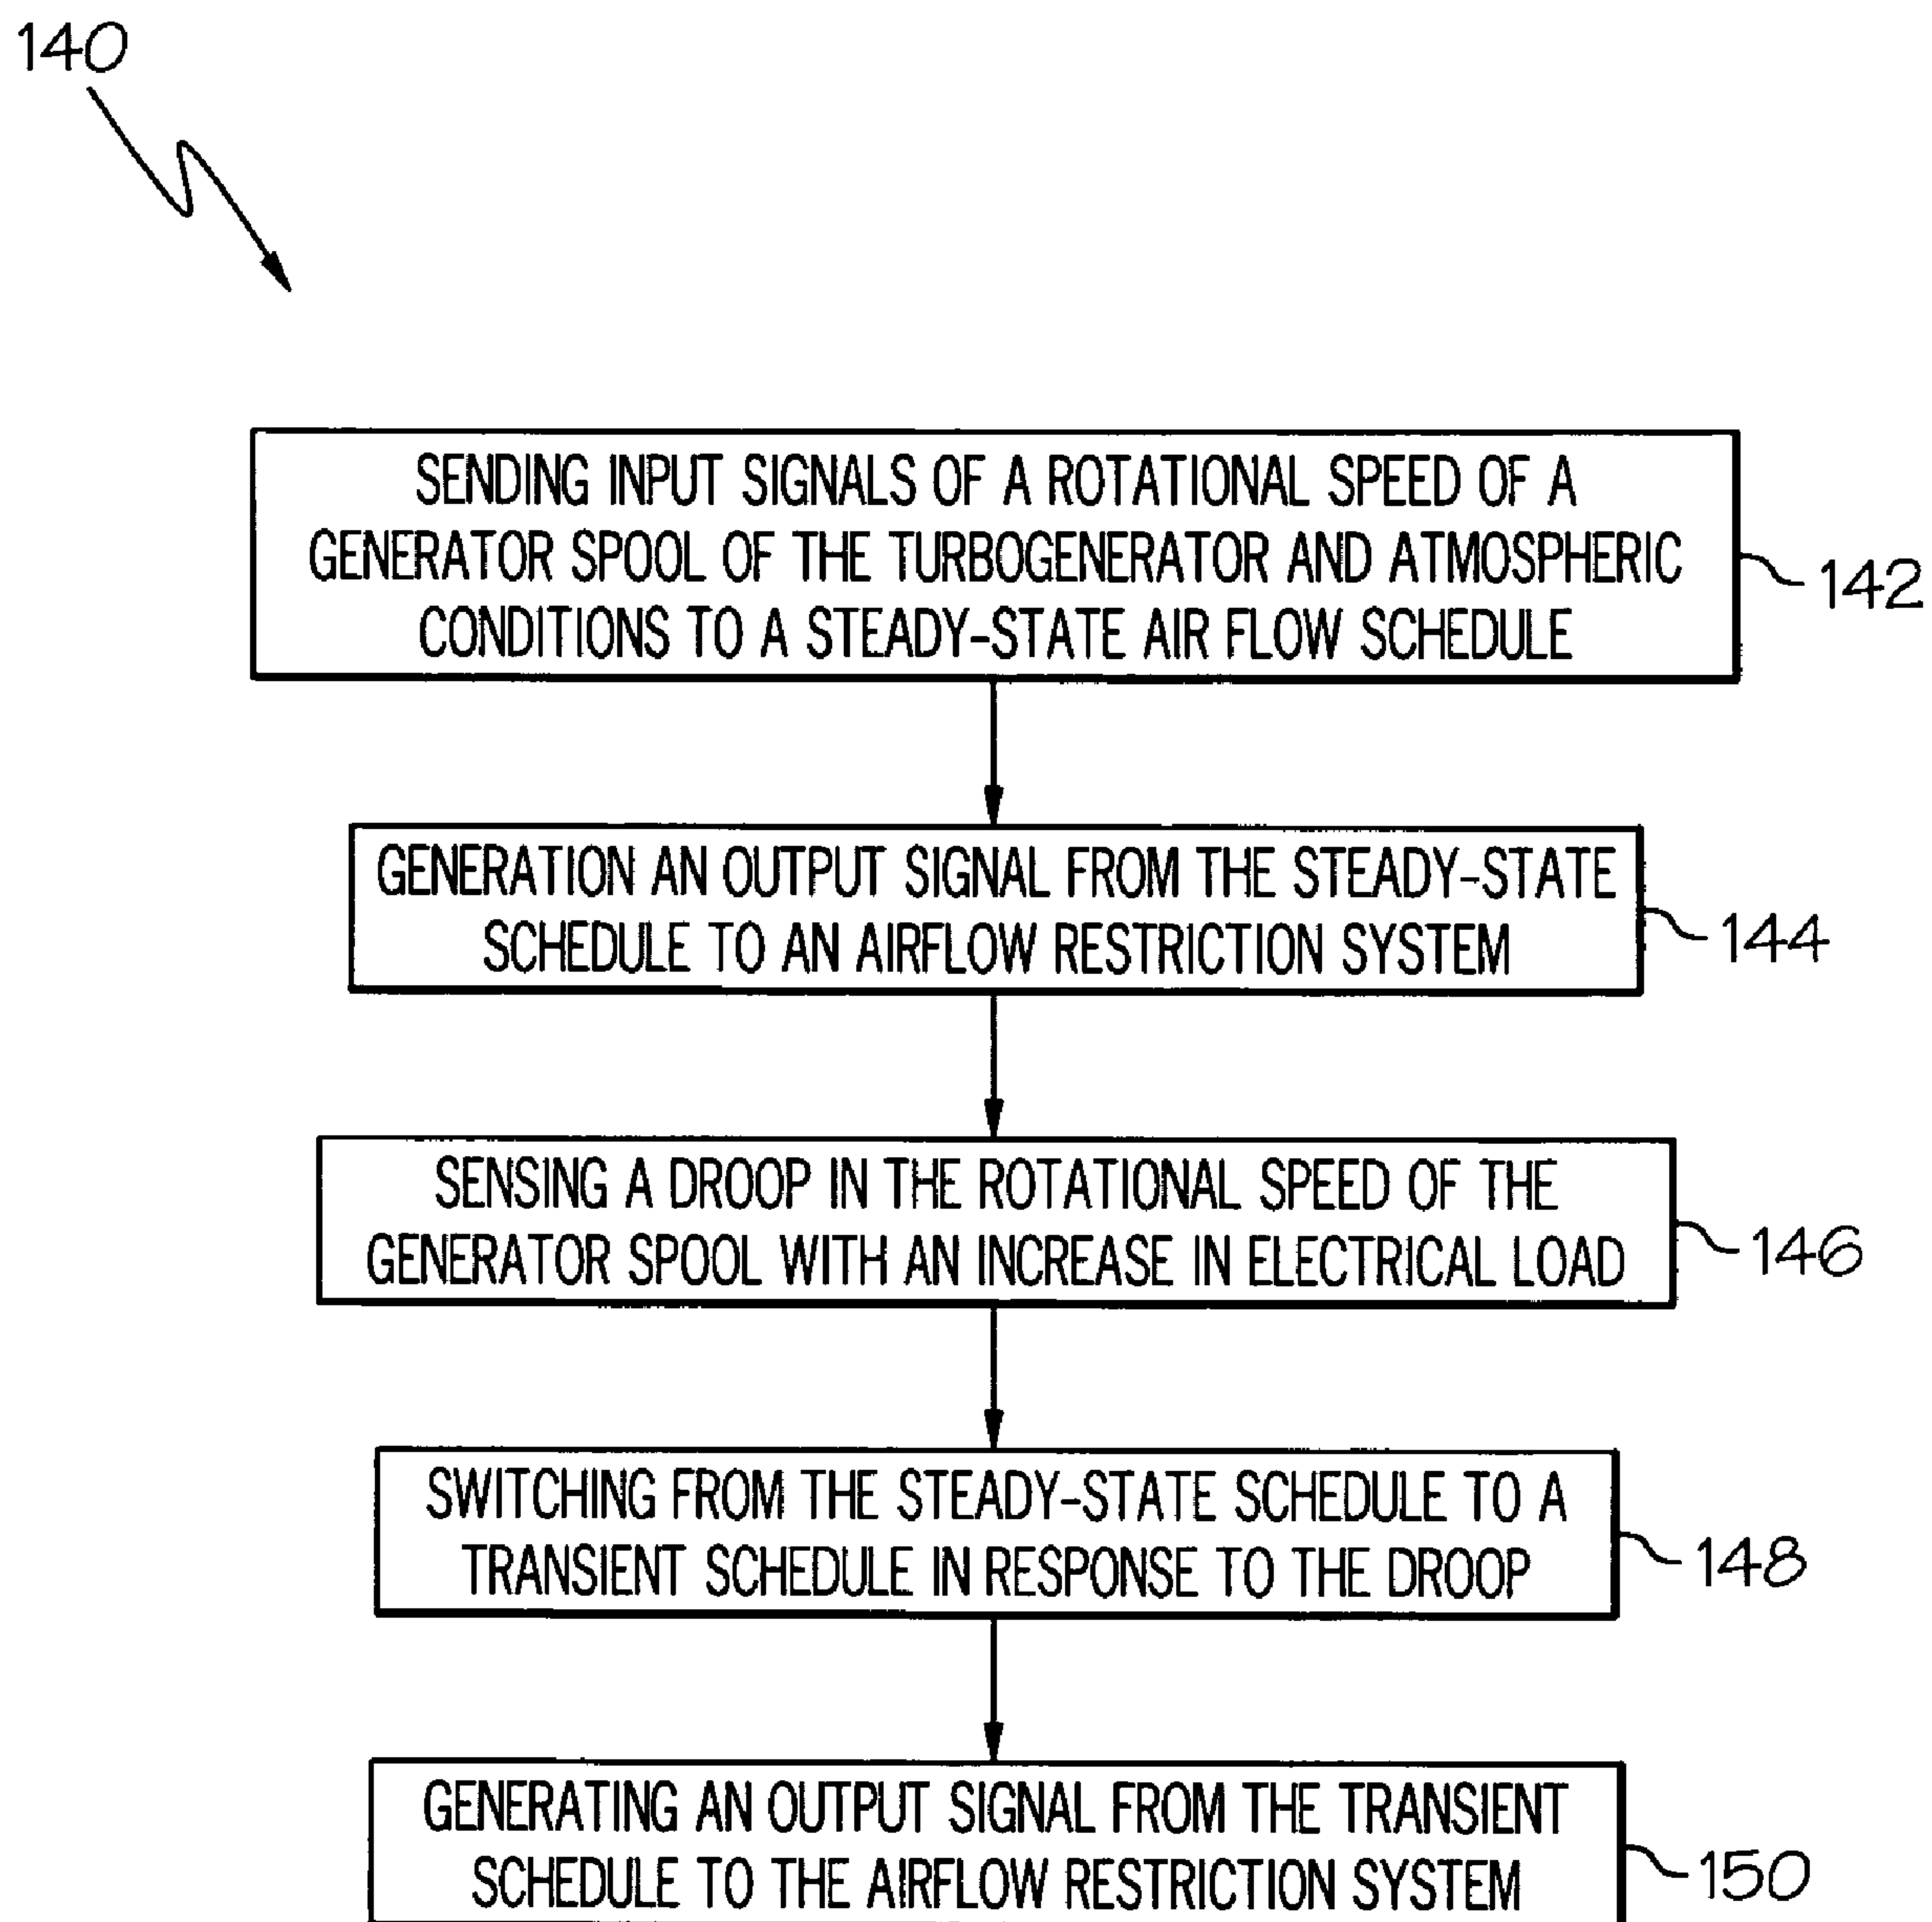 140
SENDING INPUT SIGNALS OF A ROTATIONAL SPEED OF A
GENERATOR SPOOL OF THE TURBOGENERATOR AND ATMOSPHERIC
CONDITIONS TO A STEADY-STATE AIR FLOW SCHEDULE
142
GENERATION AN OUTPUT SIGNAL FROM THE STEADY-STATE
SCHEDULE TO AN AIRFLOW RESTRICTION SYSTEM
144
SENSING A DROOP IN THE ROTATIONAL SPEED OF THE
GENERATOR SPOOL WITH AN INCREASE IN ELECTRICAL LOAD
146
SWITCHING FROM THE STEADY-STATE SCHEDULE TO A
TRANSIENT SCHEDULE IN RESPONSE TO THE DROOP
148
GENERATING AN OUTPUT SIGNAL FROM THE TRANSIENT
SCHEDULE TO THE AIRFLOW RESTRICTION SYSTEM
150